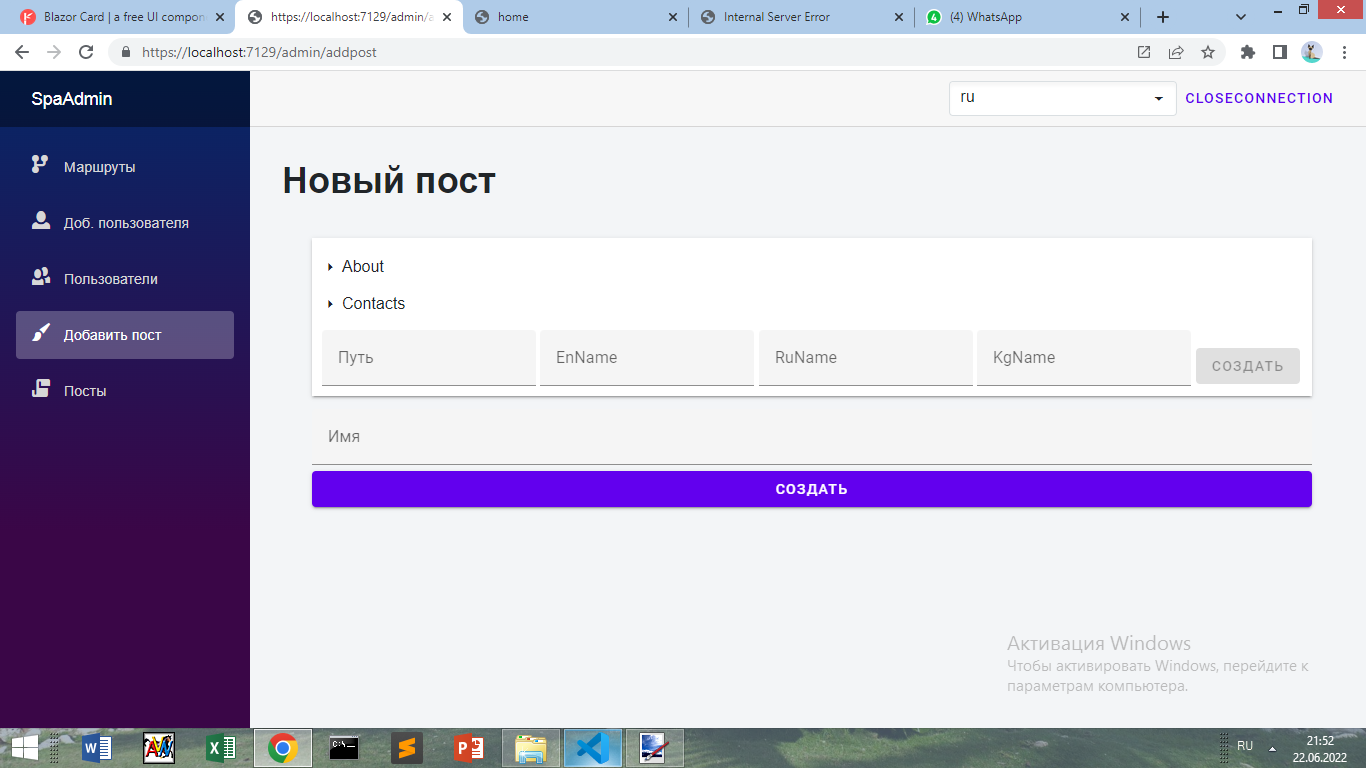 Blazor Card | a free UI compon
https://localhost:7129/admin/a
home
Internal Server Error
(4) WhatsApp
https://localhost:7129/admin/addpost
SpaAdmin
ru
CLOSECONNECTION
Маршруты
Доб. пользователя
Пользователи
Добавить пост
Посты
Новый пост
About
Contacts
Путь
EnName
RuName
KgName
СОЗДАТЬ
Имя
СОЗДАТЬ
Активация Windows
Чтобы активировать Windows, перейдите к
параметрам компьютера.
RU
21:52
22.06.2022